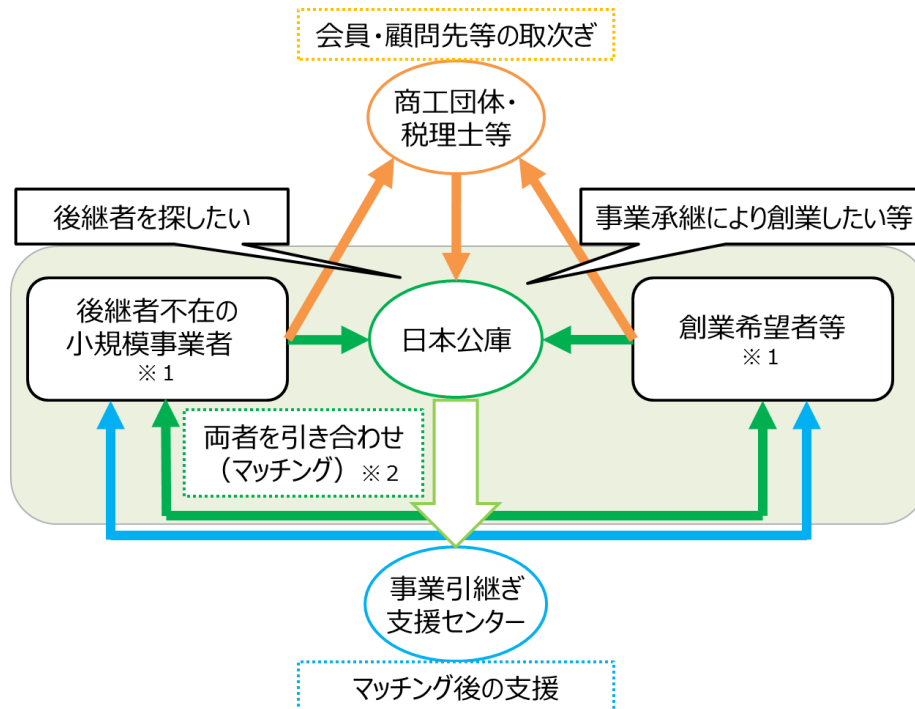 会員・顧問先等の取次ぎ
商工団体・
税理士等
後継者を探したい
事業承継により創業したい等
後継者不在の
小規模事業者
※1
日本公庫
創業希望者等
※1
両者を引き合わせ
（マッチング）※2
事業引継ぎ
支援センター
マッチング後の支援